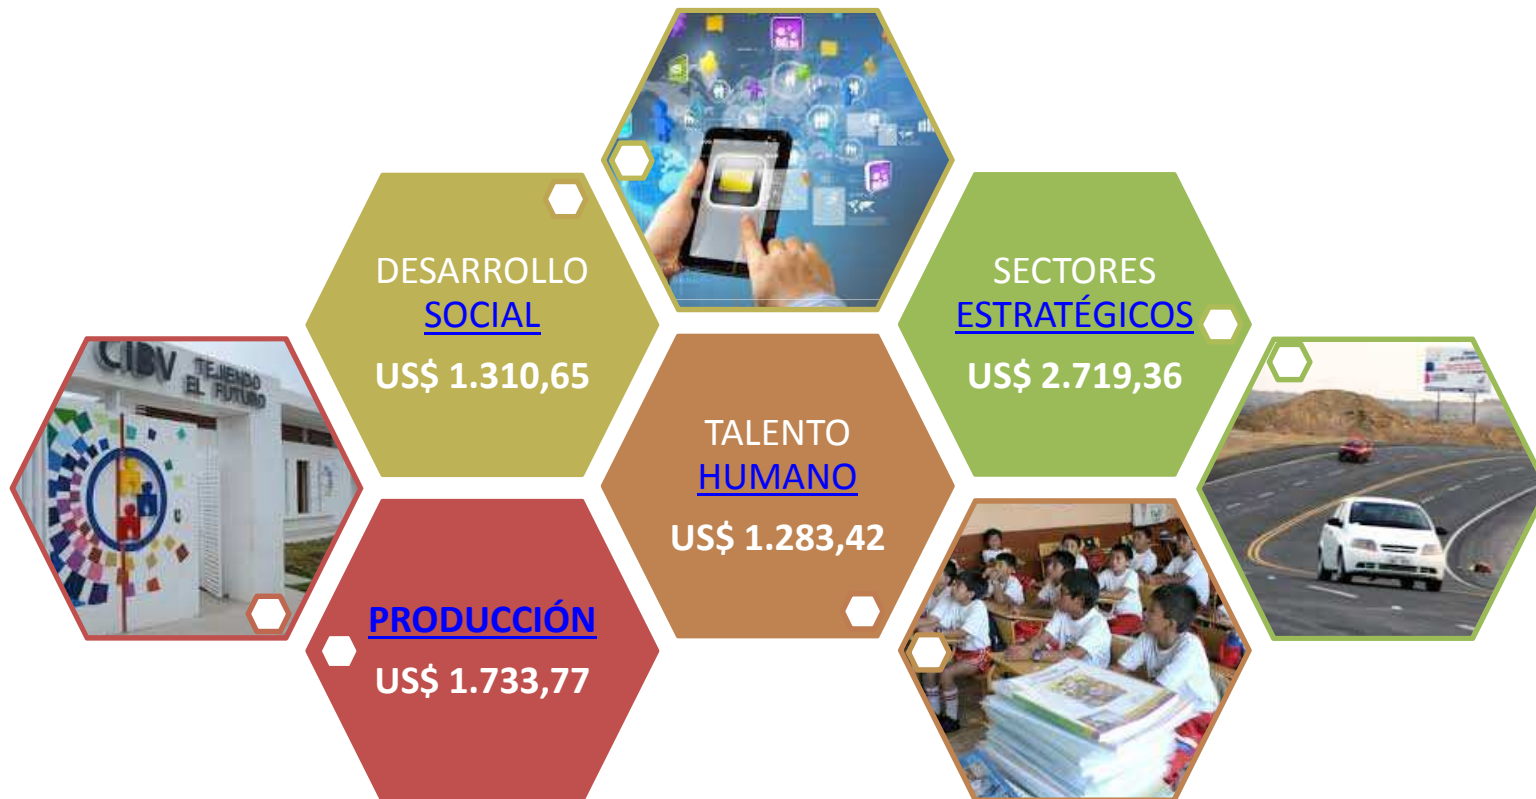 DESARROLLO
SOCIAL
US$ 1.310,65
SECTORES
ESTRATÉGICOS
US$ 2.719,36
CIBV
TEJIENDO
EL FUTURO
TALENTO
HUMANO
US$ 1.283,42
PRODUCCIÓN
US$ 1.733,77